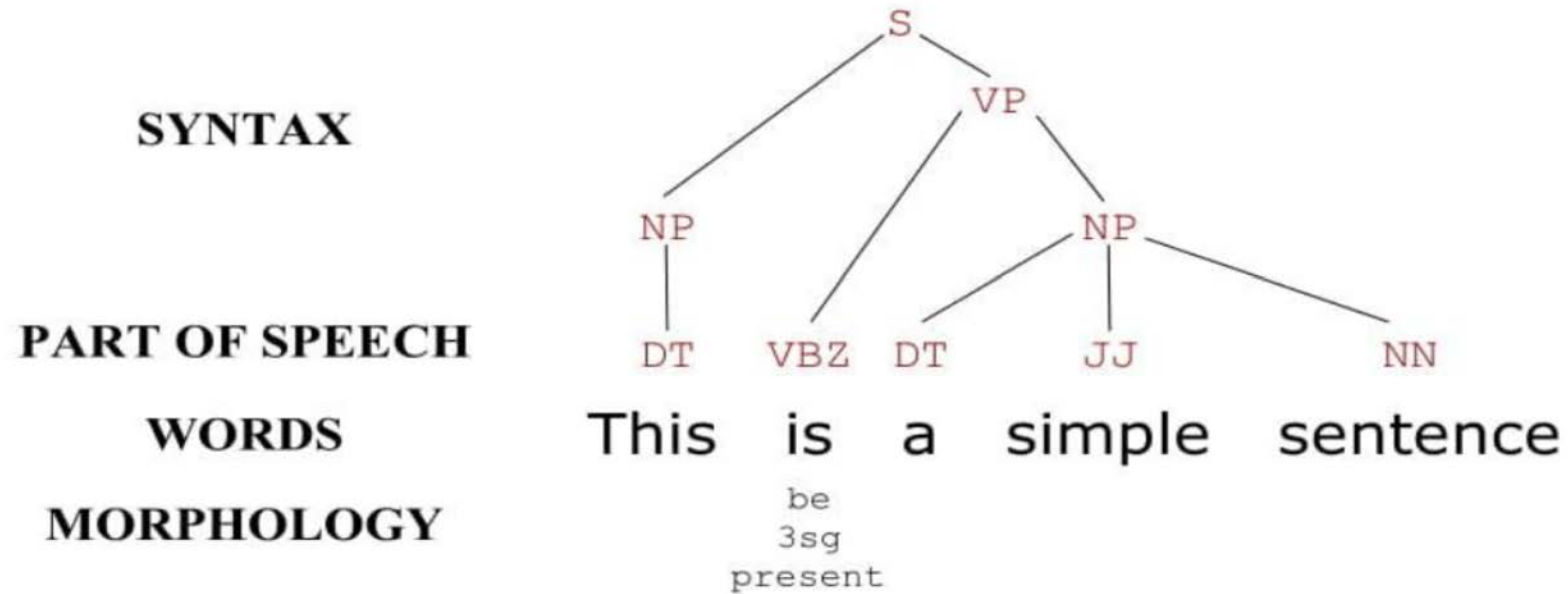 S
VP
SYNTAX
NP NP
PART OF SPEECH DT VBZ DT JJ NN
WORDS This is a simple sentence
be
MORPHOLOGY
3sg
present